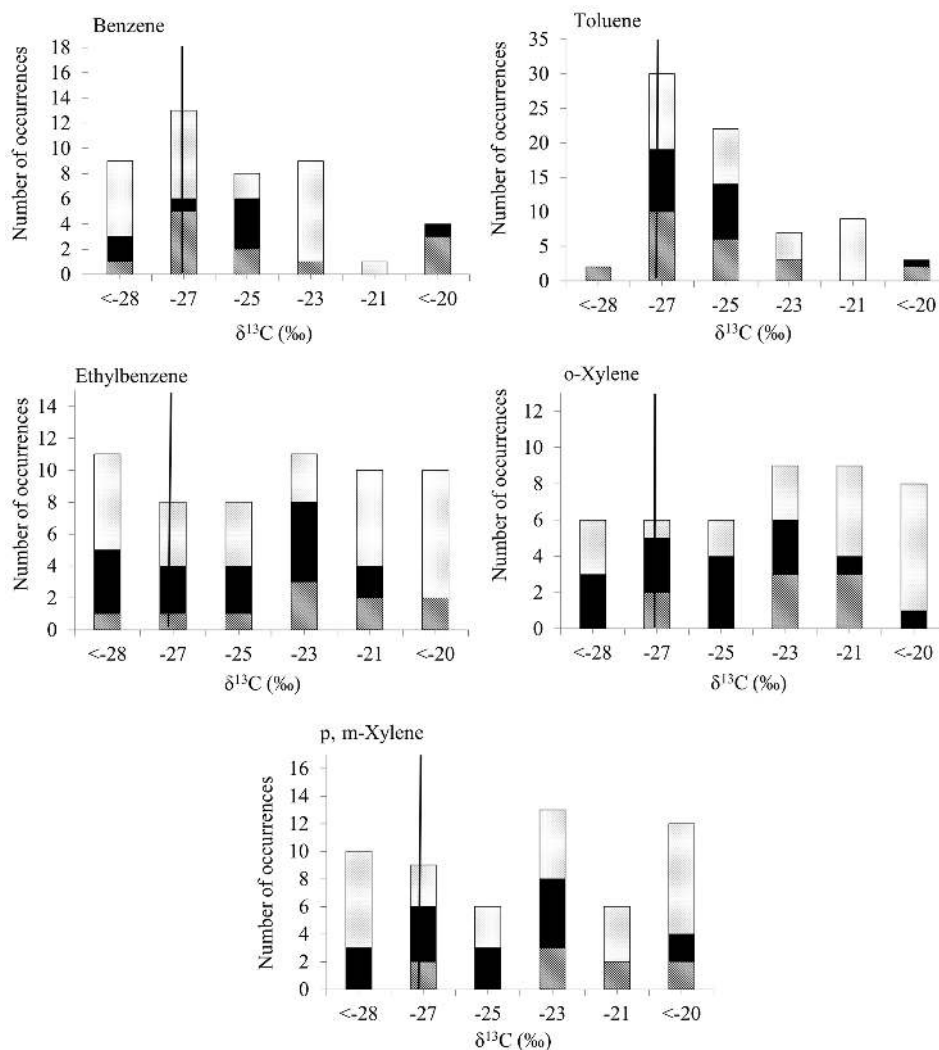 Benzene
Number of occurrences
18
16
14
12
10
8
6
4
2
0
<-28 -27 -25 -23 -21 <-20
δ¹³C (‰)
Toluene
Number of occurrences
35
30
25
20
15
10
5
0
<-28 -27 -25 -23 -21 <-20
δ¹³C (‰)
Ethylbenzene
Number of occurrences
14
12
10
8
6
4
2
0
<-28 -27 -25 -23 -21 <-20
δ¹³C (‰)
o-Xylene
Number of occurrences
12
10
8
6
4
2
0
<-28 -27 -25 -23 -21 <-20
δ¹³C (‰)
p, m-Xylene
Number of occurrences
16
14
12
10
8
6
4
2
0
<-28 -27 -25 -23 -21 <-20
δ¹³C (‰)